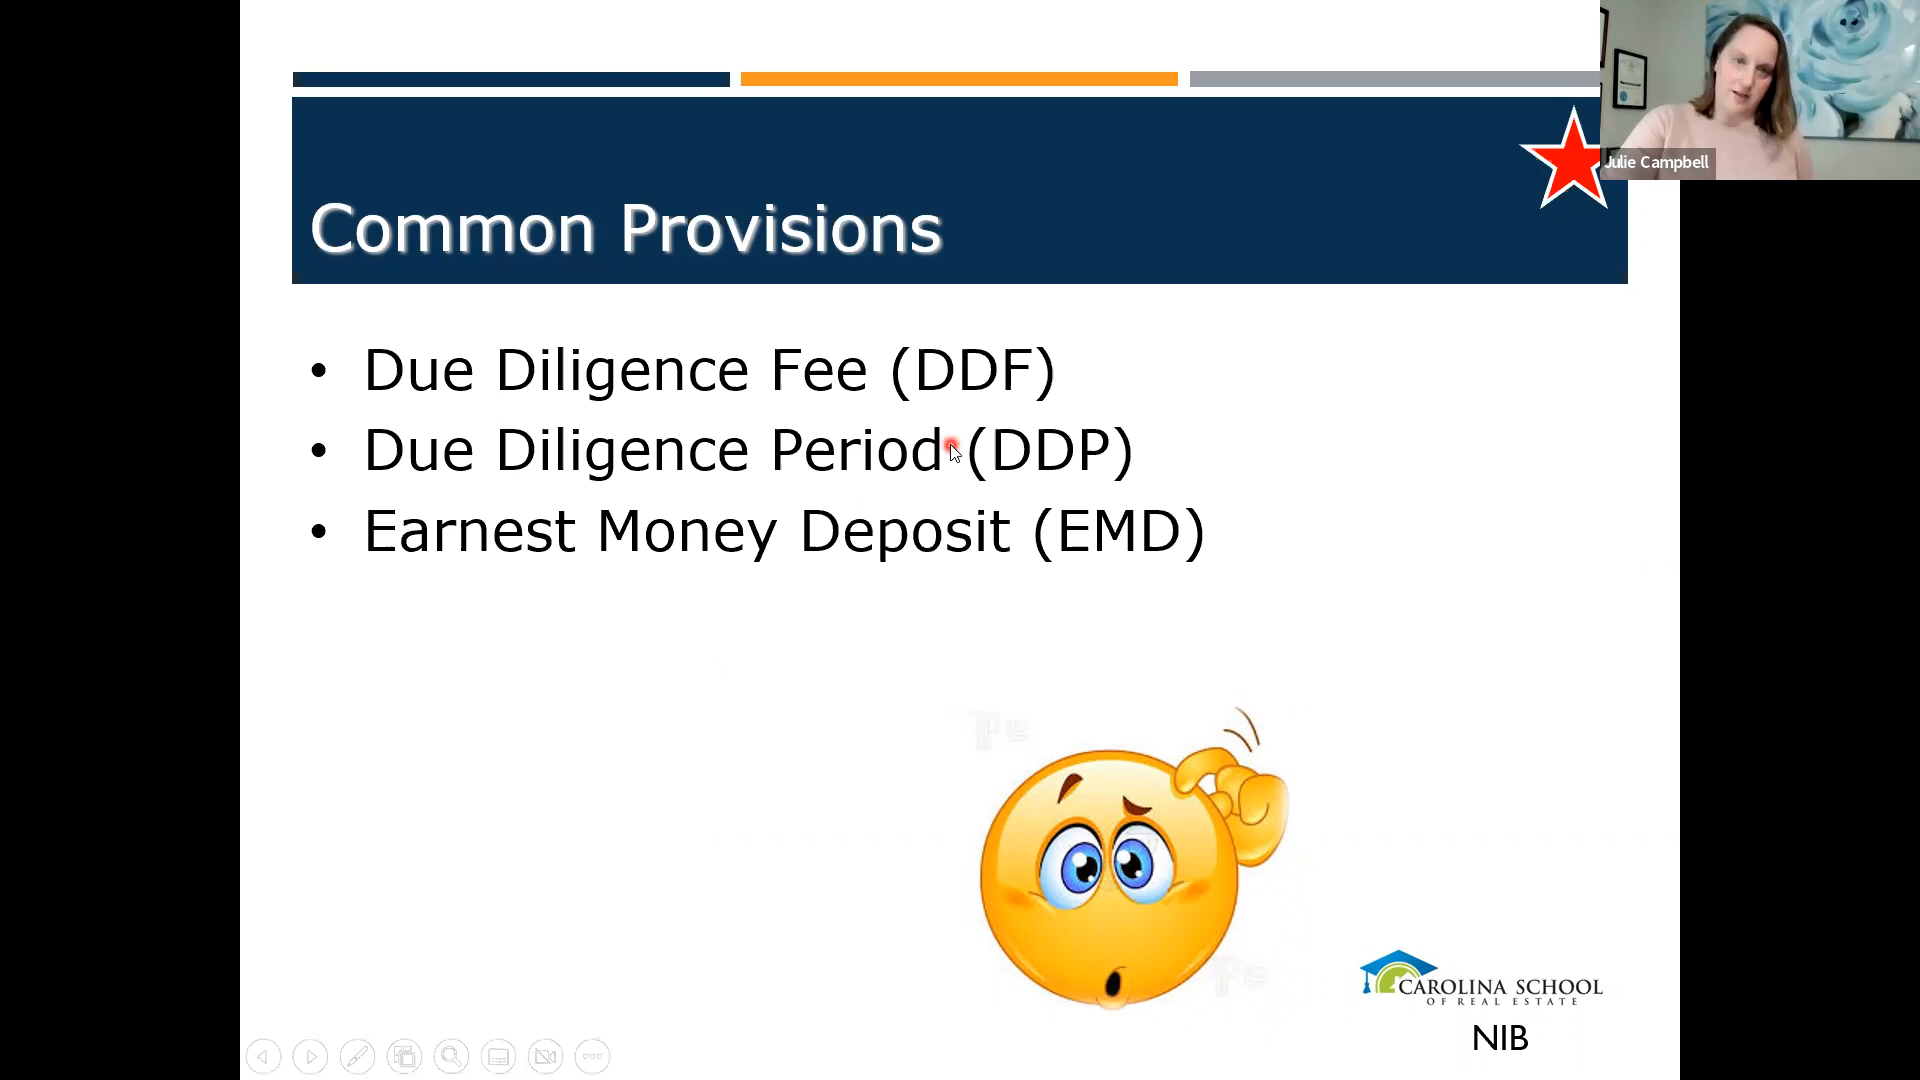 Julie Campbell
Common Provisions
• Due Diligence Fee (DDF)
• Due Diligence Period (DDP)
• Earnest Money Deposit (EMD)
CAROLINA SCHOOL
OF REAL ESTATE
NIB